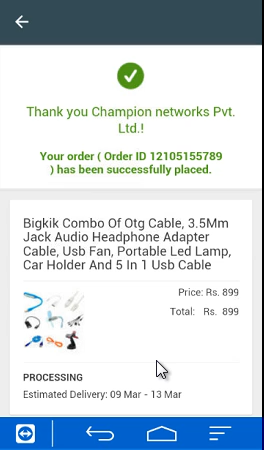 Thank you Champion networks Pvt.
Ltd.!
Your order ( Order ID 12105155789
) has been successfully placed.
Bigkik Combo Of Otg Cable, 3.5Mm
Jack Audio Headphone Adapter
Cable, Usb Fan, Portable Led Lamp,
Car Holder And 5 In 1 Usb Cable
Price: Rs. 899
Total: Rs. 899
PROCESSING
Estimated Delivery: 09 Mar - 13 Mar